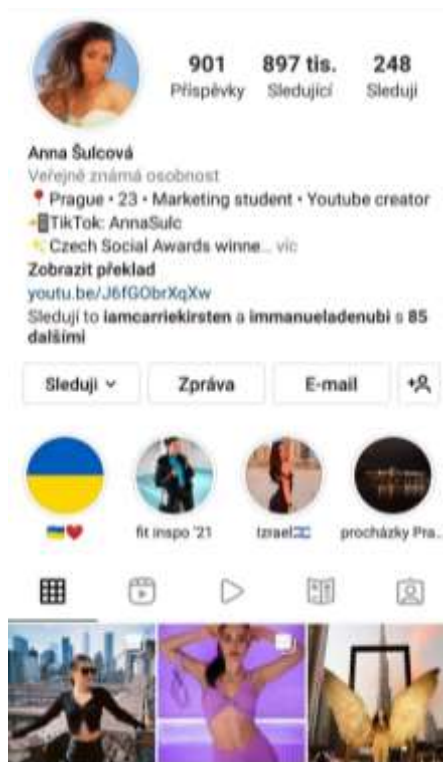 901 897 tis. 248
Příspěvky Sledující Sleduji
Anna Šulcová
Veřejně známá osobnost
📍 Prague • 23 • Marketing student • Youtube creator
📲TikTok: AnnaSulc
✨ Czech Social Awards winne... víc
Zobrazit překlad
youtu.be/J6fGObrXqXw
Sledují to iamcarriekirsten a immanueladenubi s 85
dalšími
Sleduji Zpráva E-mail
🇺🇦❤️ fit inspo '21 Izrael🇮🇱 procházky Pra...